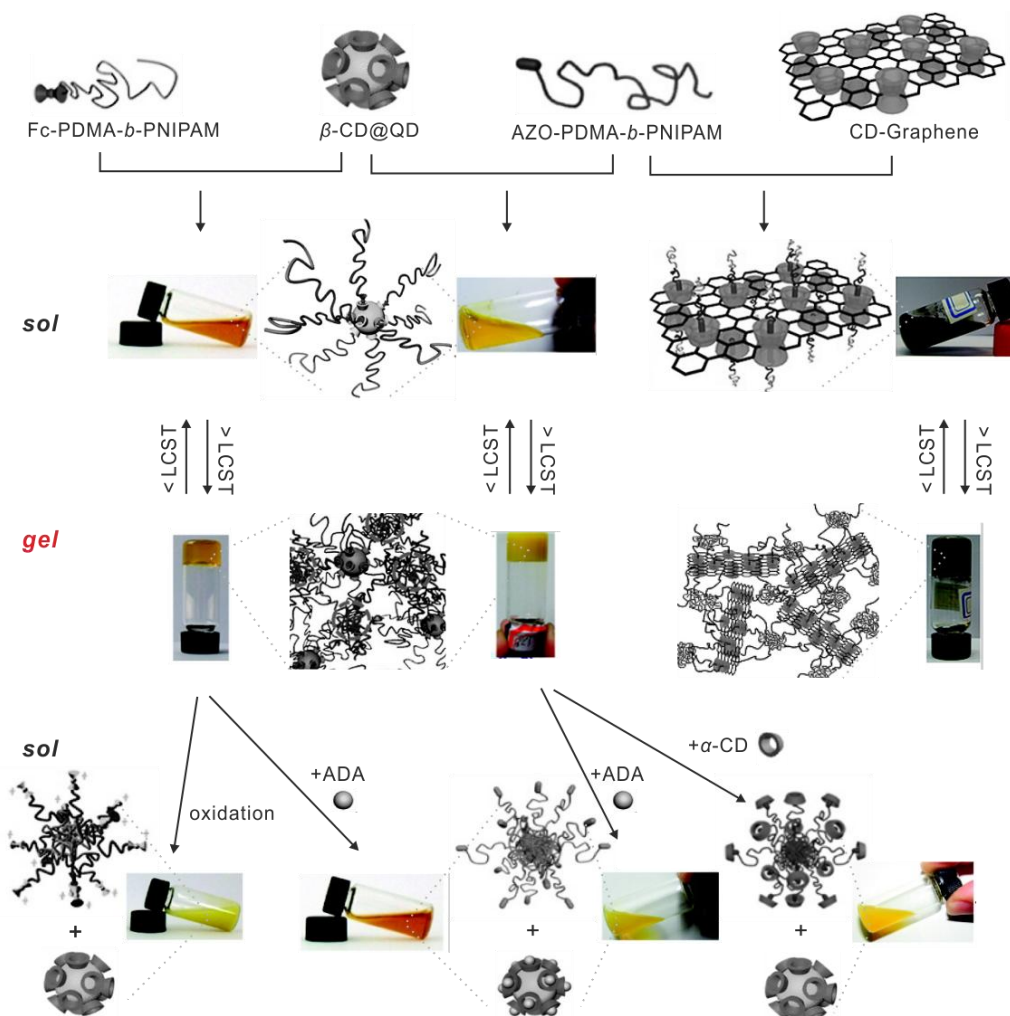 Fc-PDMA-b-PNIPAM
β-CD@QD
AZO-PDMA-b-PNIPAM
CD-Graphene
sol
< LCST
> LCST
< LCST
> LCST
< LCST
> LCST
gel
sol
+α-CD
+ADA
+ADA
oxidation
+
+
+